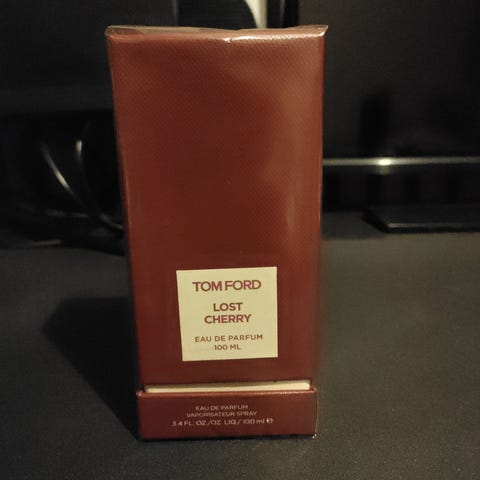 TOM FORD
LOST
CHERRY
EAU DE PARFUM
100 ML
EAU DE PARFUM
VAPORISATEUR SPRAY
3.4 FL. OZ./OZ. LIQ / 100 ml ℮